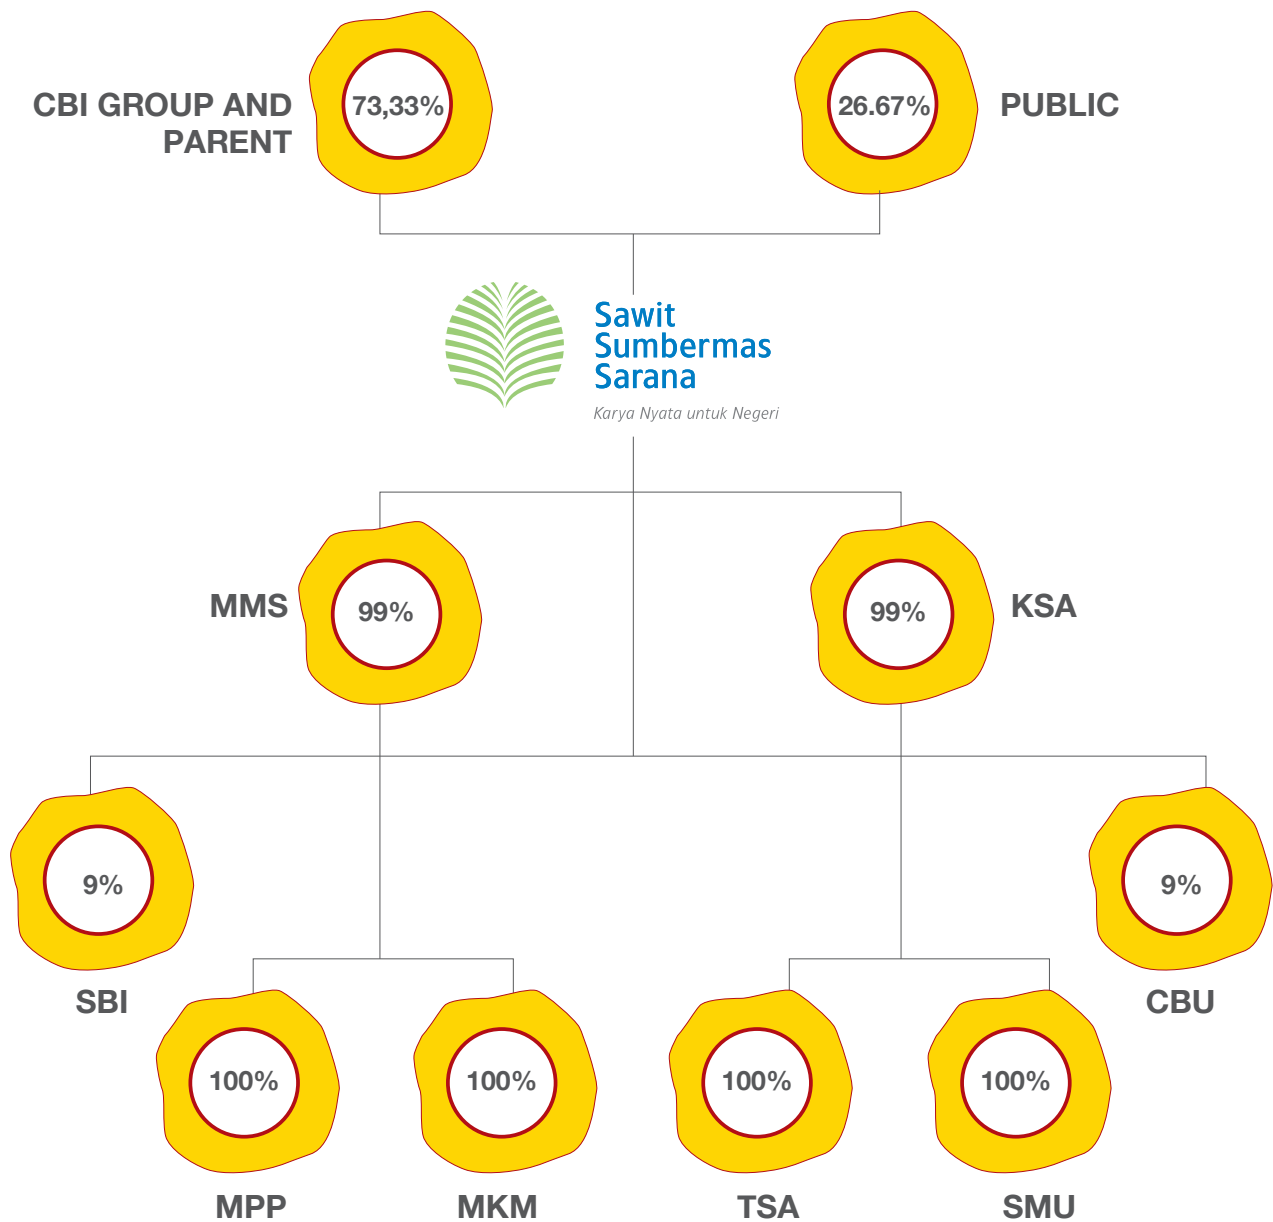 CBI GROUP AND
PARENT
73,33%
26.67%
PUBLIC
Sawit
Sumbermas
Sarana
Karya Nyata untuk Negeri
MMS
99%
99%
KSA
9%
SBI
9%
CBU
100%
100%
100%
100%
MPP
MKM
TSA
SMU